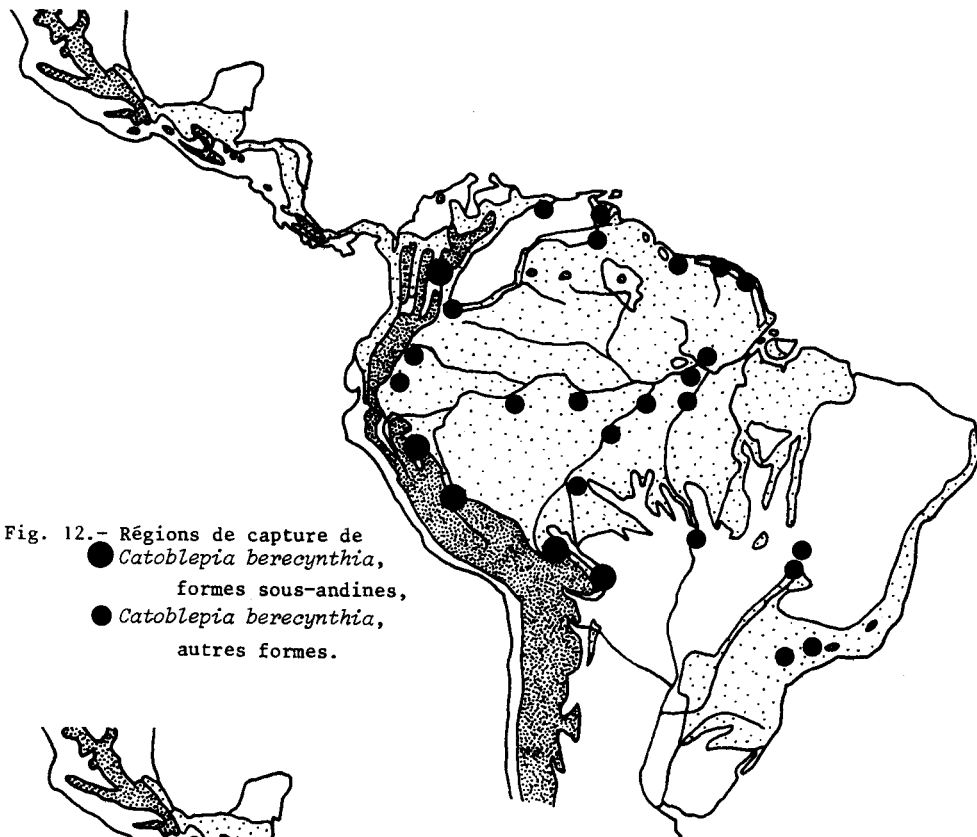 Fig. 12.- Régions de capture de
Catoblepia berecynthia,
formes sous-andines,
Catoblepia berecynthia,
autres formes.